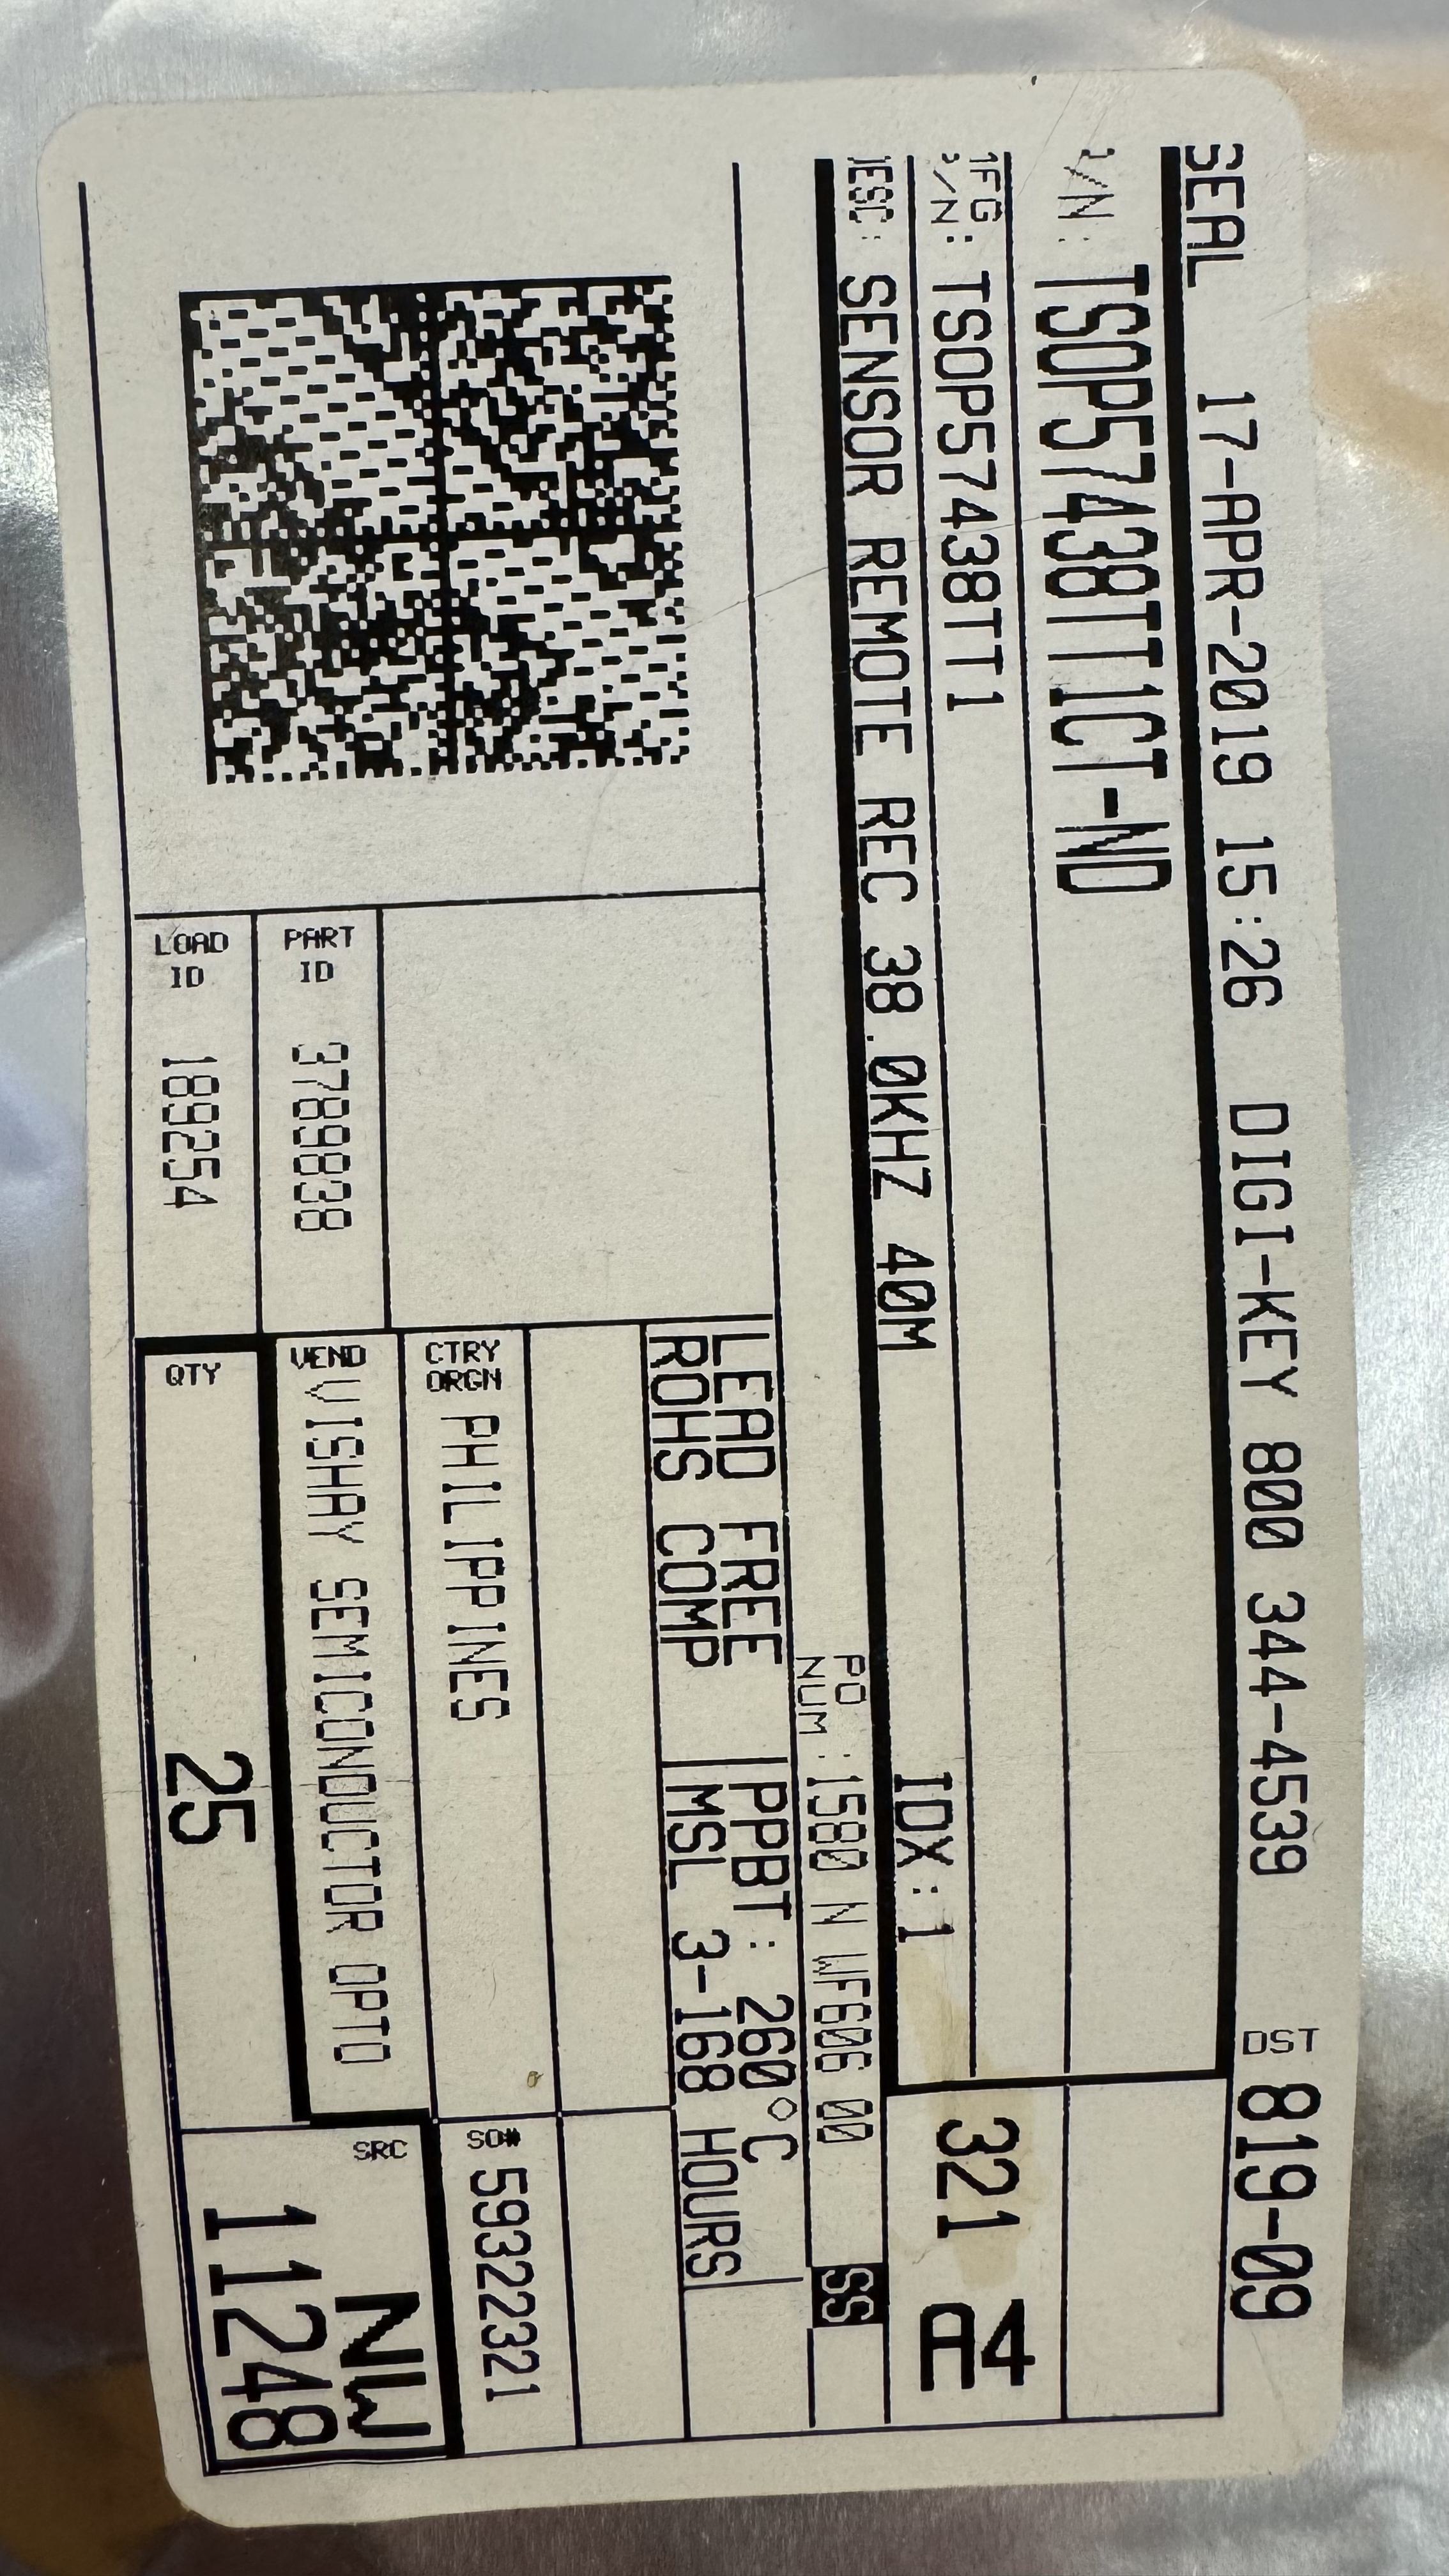 SEAL 17-APR-2019 15:26 DIGI-KEY 800 344-4539 DST 819-09
P/N: TSOP57438TT1CT-ND
MFG
P/N: TSOP57438TT1
321 A4
DESC: SENSOR REMOTE REC 38.0KHZ 40M IDX:1
PO
NUM :1580 N WF606 00 SS
LEAD FREE
ROHS COMP
PPBT: 260°C
MSL 3-168 HOURS
CTRY
ORGN PHILIPPINES
SO# 59322321
PART
ID 3789838
VEND VISHAY SEMICONDUCTOR OPTO
LOAD
ID 189254
QTY 25
SRC NW
11248